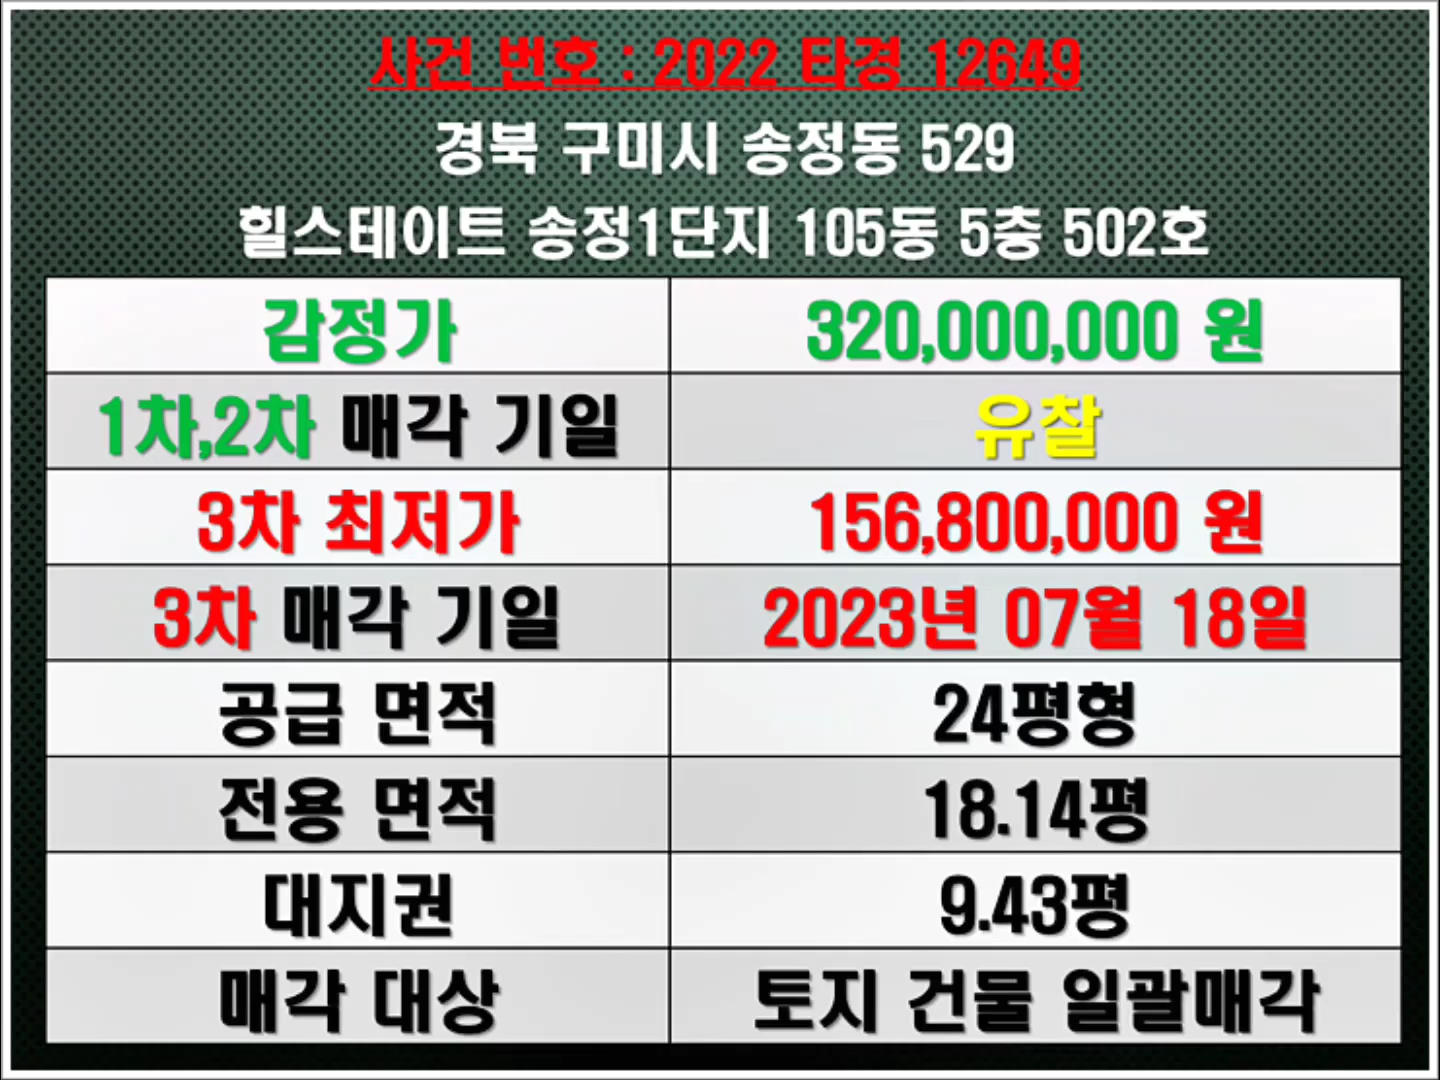 사건 번호 : 2022 타경 12649
경북 구미시 송정동 529
힐스테이트 송정1단지 105동 5층 502호
감정가 320,000,000 원
1차,2차 매각 기일 유찰
3차 최저가 156,800,000 원
3차 매각 기일 2023년 07월 18일
공급 면적 24평형
전용 면적 18.14평
대지권 9.43평
매각 대상 토지 건물 일괄매각